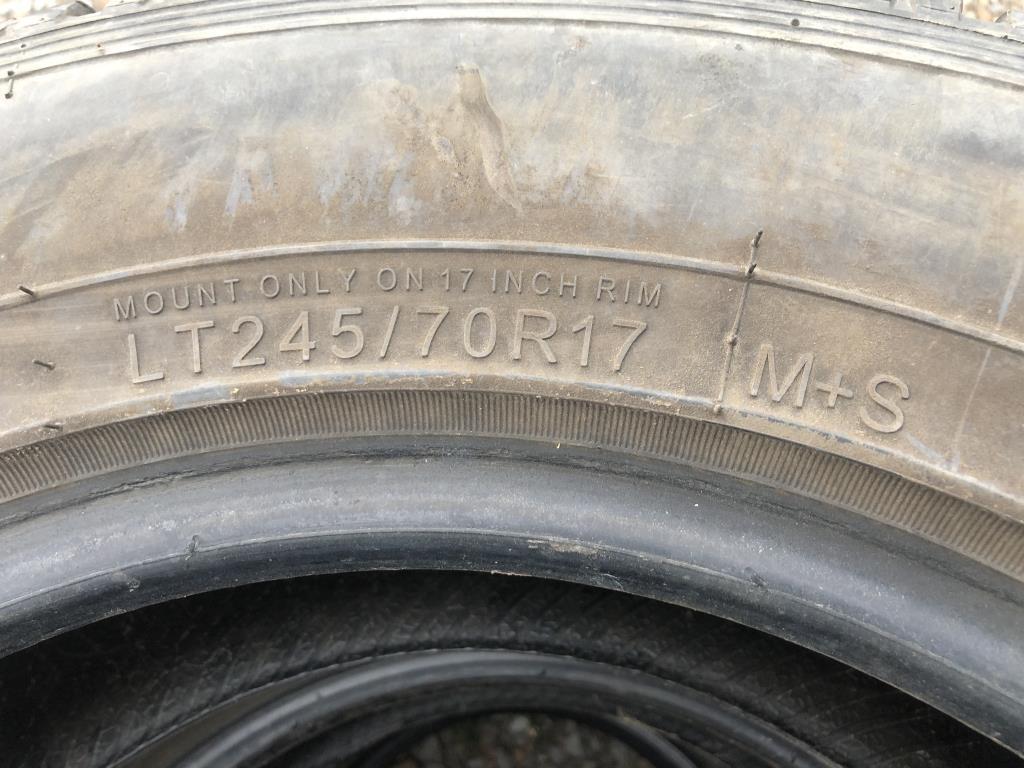 MOUNT ONLY ON 17 INCH RIM
LT245/70R17
M+S